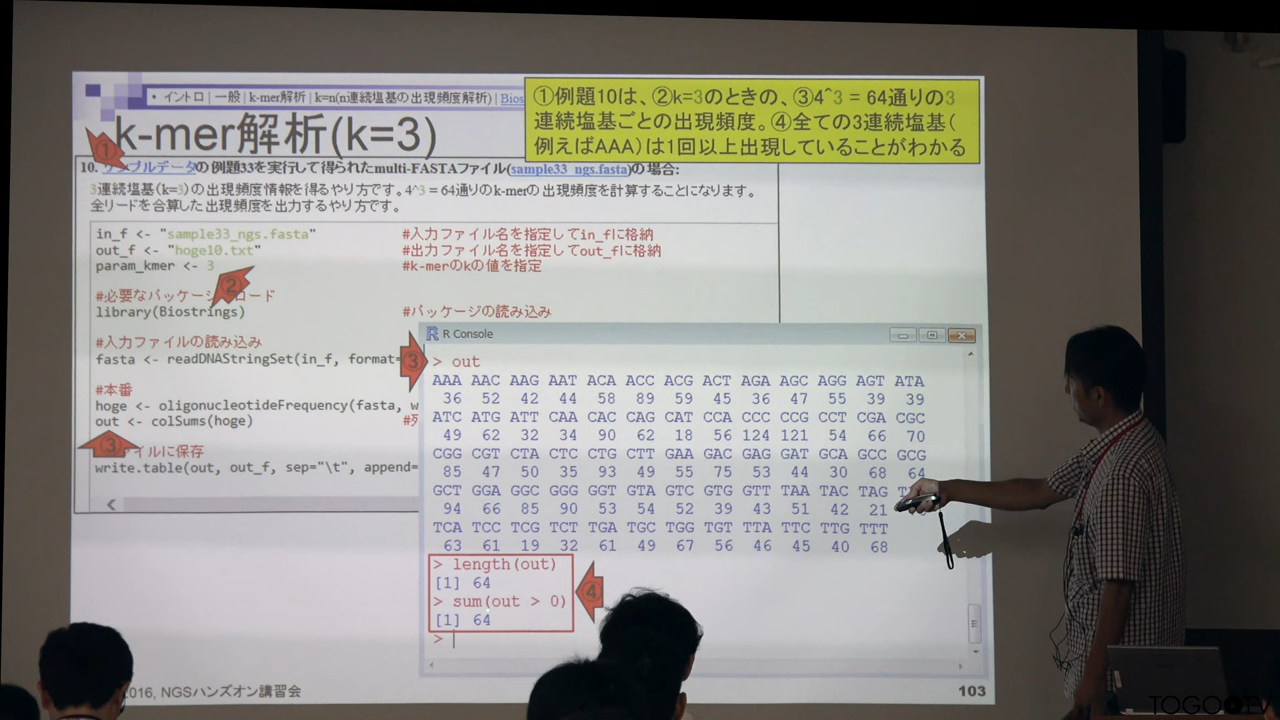 • イントロ | 一般 | k-mer解析 | k=n(n連続塩基の出現頻度解析) | Bios
k-mer解析(k=3)
①例題10は、②k=3のときの、③4^3 = 64通りの3
連続塩基ごとの出現頻度。④全ての3連続塩基(
例えばAAA)は1回以上出現していることがわかる
①
10. サンプルデータの例題33を実行して得られたmulti-FASTAファイル(sample33_ngs.fasta)の場合:
3連続塩基(k=3)の出現頻度情報を得るやり方です。4^3 = 64通りのk-merの出現頻度を計算することになります。
全リードを合算した出現頻度を出力するやり方です。
in_f <- "sample33_ngs.fasta" #入力ファイル名を指定してin_fに格納
out_f <- "hoge10.txt" #出力ファイル名を指定してout_fに格納
param_kmer <- 3 #k-merのkの値を指定
②
#必要なパッケージ ロード
library(Biostrings) #パッケージの読み込み
#入力ファイルの読み込み
fasta <- readDNAStringSet(in_f, format=
#本番
hoge <- oligonucleotideFrequency(fasta, w
out <- colSums(hoge) #列
③
イルに保存
write.table(out, out_f, sep="\t", append=
R Console
③
> out
AAA AAC AAG AAT ACA ACC ACG ACT AGA AGC AGG AGT ATA
36 52 42 44 58 89 59 45 36 47 55 39 39
ATC ATG ATT CAA CAC CAG CAT CCA CCC CCG CCT CGA CGC
49 62 32 34 90 62 18 56 124 121 54 66 70
CGG CGT CTA CTC CTG CTT GAA GAC GAG GAT GCA GCC GCG
85 47 50 35 93 49 55 75 53 44 30 68 64
GCT GGA GGC GGG GGT GTA GTC GTG GTT TAA TAC TAG T
94 66 85 90 53 54 52 39 43 51 42 21
TCA TCC TCG TCT TGA TGC TGG TGT TTA TTC TTG TTT
63 61 19 32 61 49 67 56 46 45 40 68
> length(out)
[1] 64
> sum(out > 0)
[1] 64
>
④
2016, NGSハンズオン講習会
103
TOGOTV